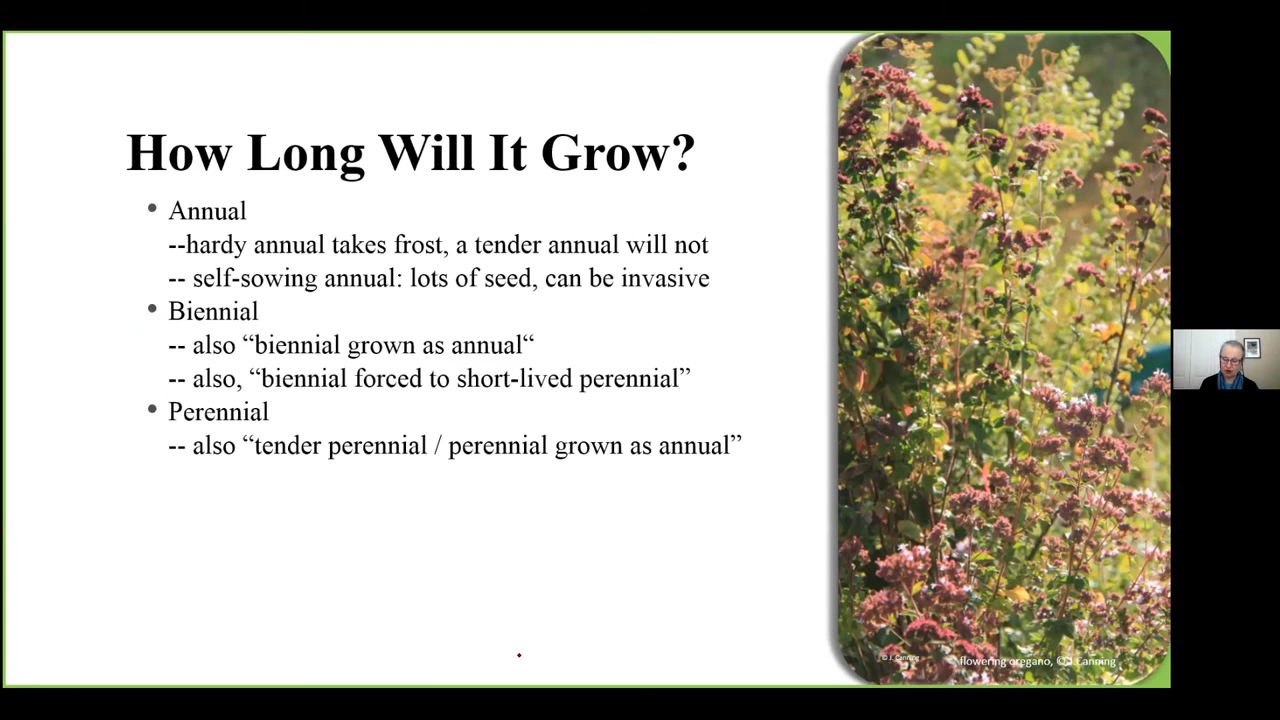 How Long Will It Grow?
• Annual
--hardy annual takes frost, a tender annual will not
-- self-sowing annual: lots of seed, can be invasive
• Biennial
-- also “biennial grown as annual“
-- also, “biennial forced to short-lived perennial”
• Perennial
-- also “tender perennial / perennial grown as annual”
© J. Canning
flowering oregano, © J Lanning